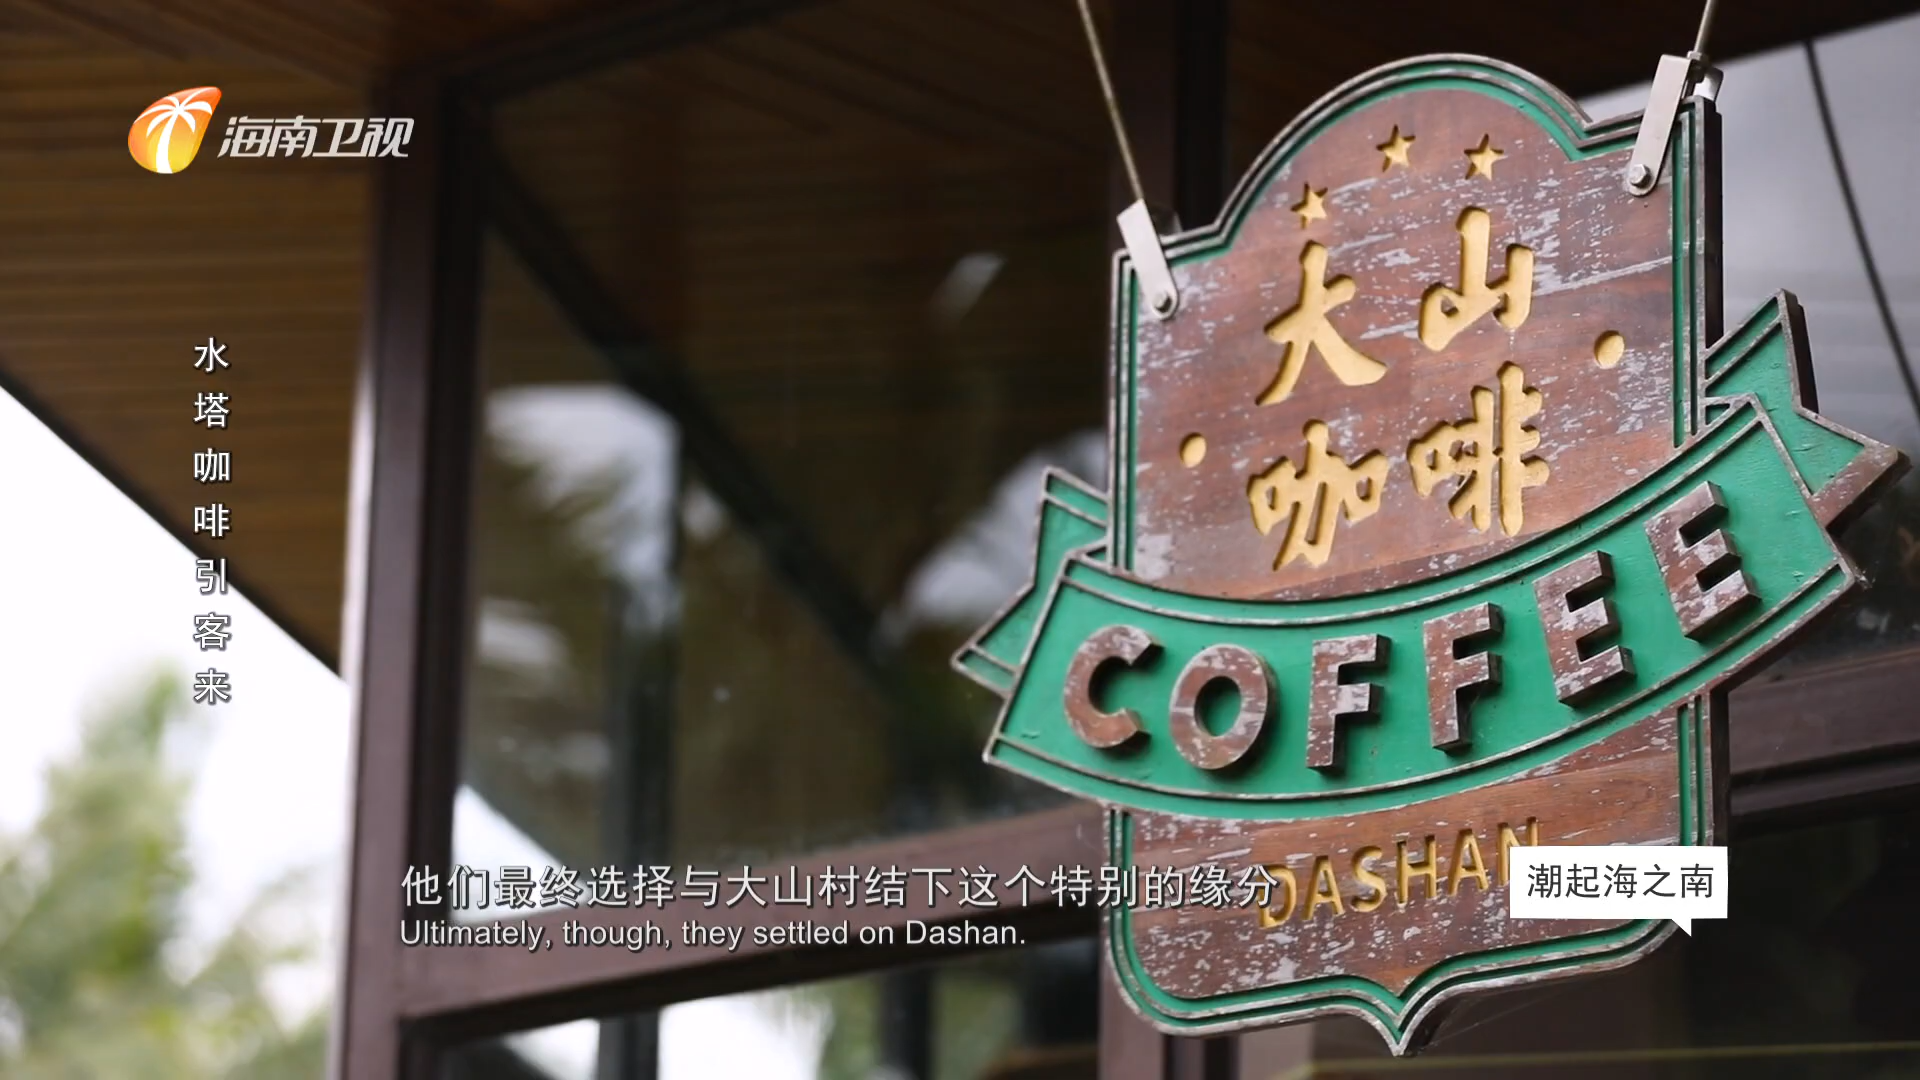 海南卫视
水塔咖啡引客来
大山
咖啡
COFFEE
DASHAN
他们最终选择与大山村结下这个特别的缘分
Ultimately, though, they settled on Dashan.
潮起海之南